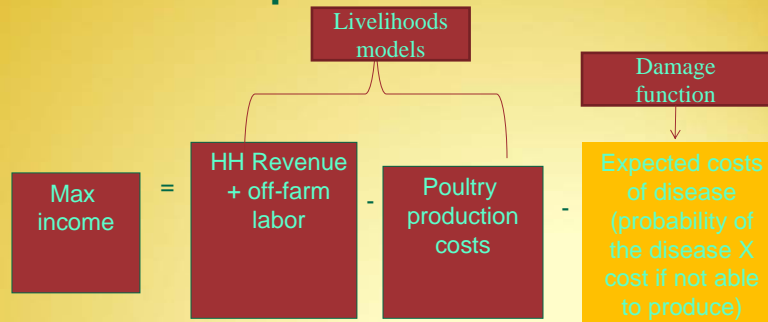 Livelihoods
models
Damage
function
Max
income
=
HH Revenue
+ off-farm
labor
-
Poultry
production
costs
-
Expected costs
of disease
(probability of
the disease X
cost if not able
to produce)